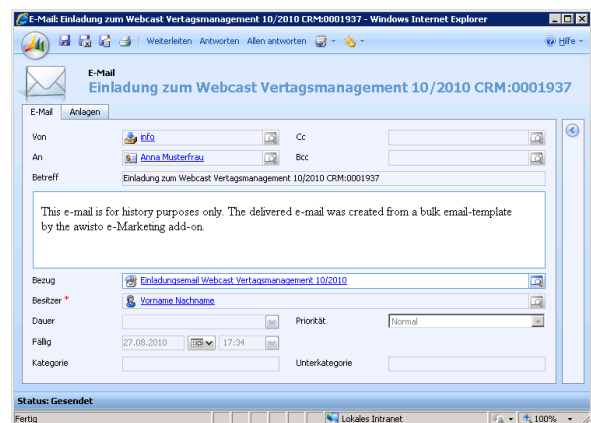 E-Mail: Einladung zum Webcast Vertagsmanagement 10/2010 CRM:0001937 - Windows Internet Explorer
Weiterleiten Antworten Allen antworten Hilfe
E-Mail
Einladung zum Webcast Vertagsmanagement 10/2010 CRM:0001937
E-Mail Anlagen
Von info Cc
An Anna Musterfrau Bcc
Betreff Einladung zum Webcast Vertagsmanagement 10/2010 CRM:0001937
This e-mail is for history purposes only. The delivered e-mail was created from a bulk email-template
by the awisto e-Marketing add-on.
Bezug Einladungsemail Webcast Vertagsmanagement 10/2010
Besitzer * Vorname Nachname
Dauer Priorität Normal
Fällig 27.08.2010 17:34
Kategorie Unterkategorie
Status: Gesendet
Fertig Lokales Intranet 100%